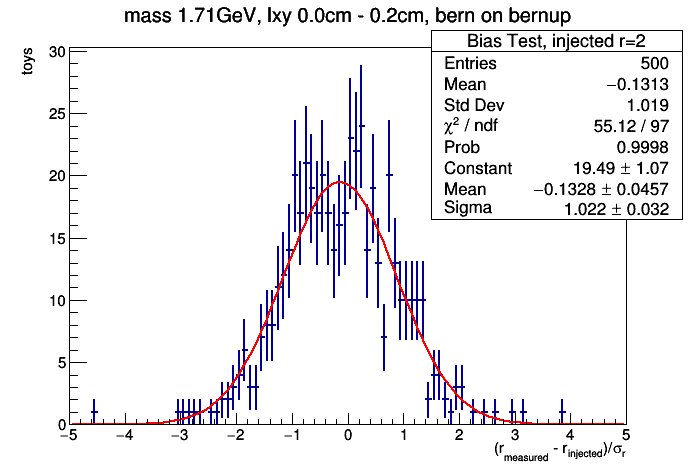 mass 1.71GeV, lxy 0.0cm - 0.2cm, bern on bernup
Bias Test, injected r=2
Entries 500
Mean −0.1313
Std Dev 1.019
χ² / ndf 55.12 / 97
Prob 0.9998
Constant 19.49 ± 1.07
Mean −0.1328 ± 0.0457
Sigma 1.022 ± 0.032
toys
30
25
20
15
10
5
0
−5 −4 −3 −2 −1 0 1 2 3 4 5
(r_measured - r_injected)/σ_r